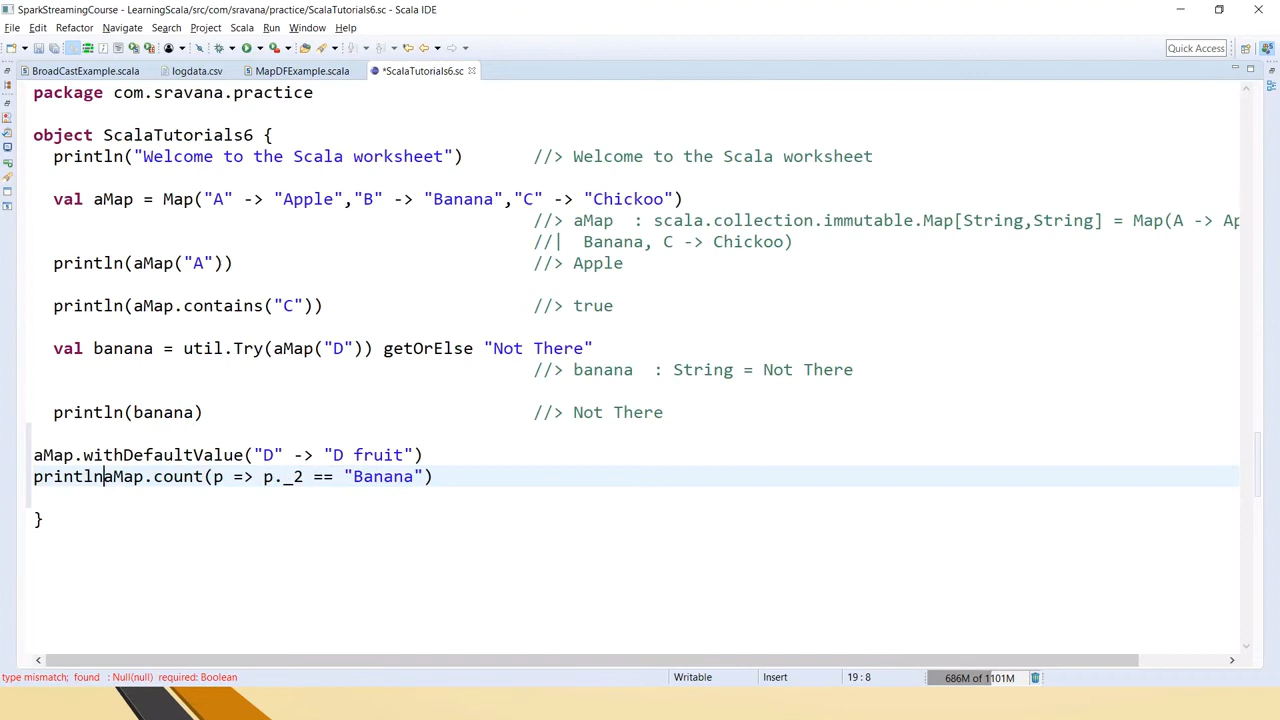 SparkStreamingCourse - LearningScala/src/com/sravana/practice/ScalaTutorials6.sc - Scala IDE
File Edit Refactor Navigate Search Project Scala Run Window Help
Quick Access
BroadCastExample.scala logdata.csv MapDFExample.scala *ScalaTutorials6.sc
package com.sravana.practice
object ScalaTutorials6 {
println("Welcome to the Scala worksheet") //> Welcome to the Scala worksheet
val aMap = Map("A" -> "Apple","B" -> "Banana","C" -> "Chickoo")
//> aMap : scala.collection.immutable.Map[String,String] = Map(A -> Ap
//| Banana, C -> Chickoo)
println(aMap("A")) //> Apple
println(aMap.contains("C")) //> true
val banana = util.Try(aMap("D")) getOrElse "Not There"
//> banana : String = Not There
println(banana) //> Not There
aMap.withDefaultValue("D" -> "D fruit")
printlnaMap.count(p => p._2 == "Banana")
}
type mismatch; found : Null(null) required: Boolean Writable Insert 19 : 8 686M of 1101M